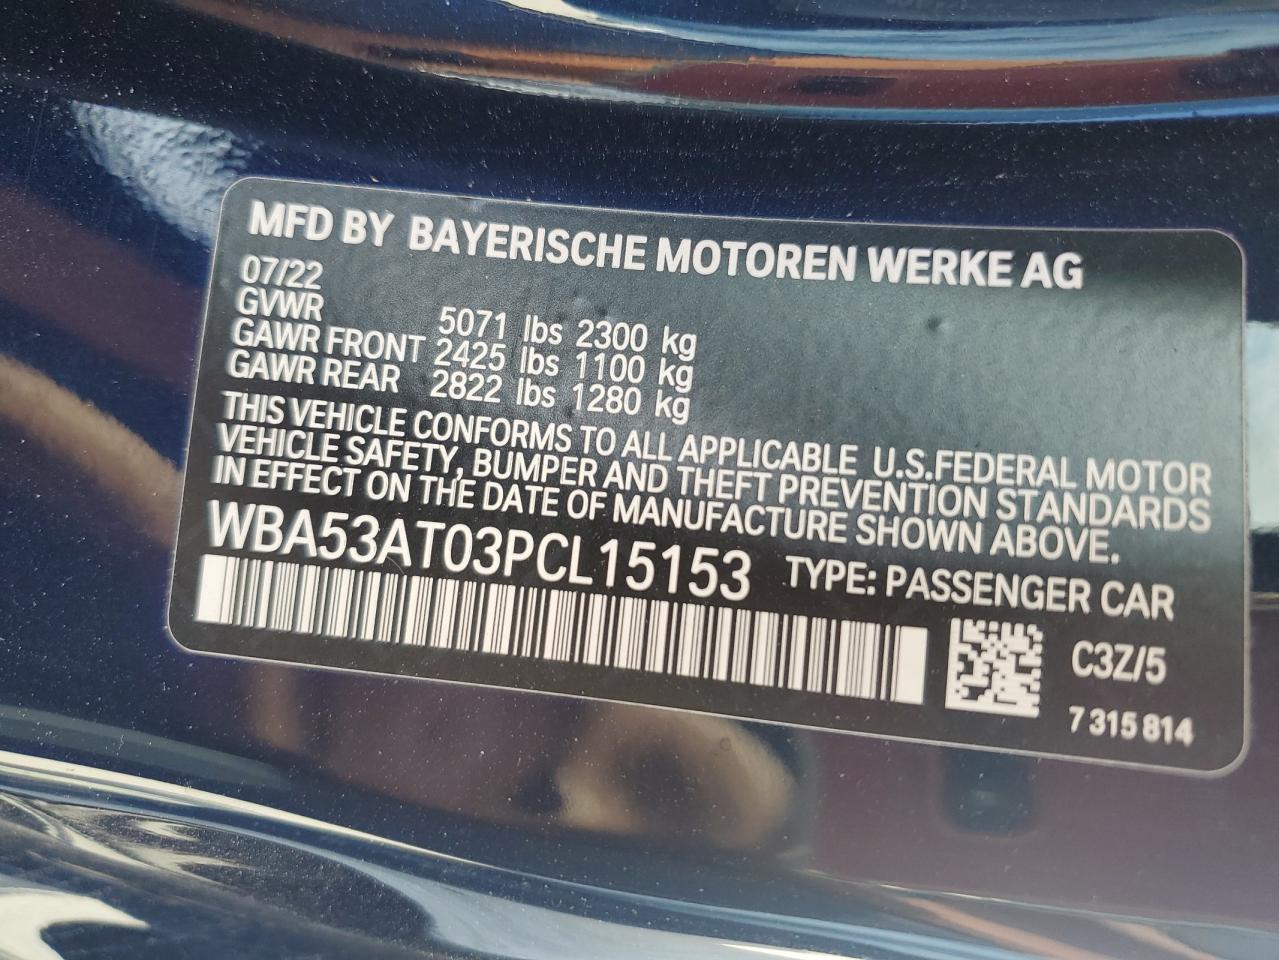 MFD BY BAYERISCHE MOTOREN WERKE AG
07/22
GVWR 5071 lbs 2300 kg
GAWR FRONT 2425 lbs 1100 kg
GAWR REAR 2822 lbs 1280 kg
THIS VEHICLE CONFORMS TO ALL APPLICABLE U.S.FEDERAL MOTOR
VEHICLE SAFETY, BUMPER AND THEFT PREVENTION STANDARDS
IN EFFECT ON THE DATE OF MANUFACTURE SHOWN ABOVE.
WBA53AT03PCL15153 TYPE: PASSENGER CAR
C3Z/5
7 315 814